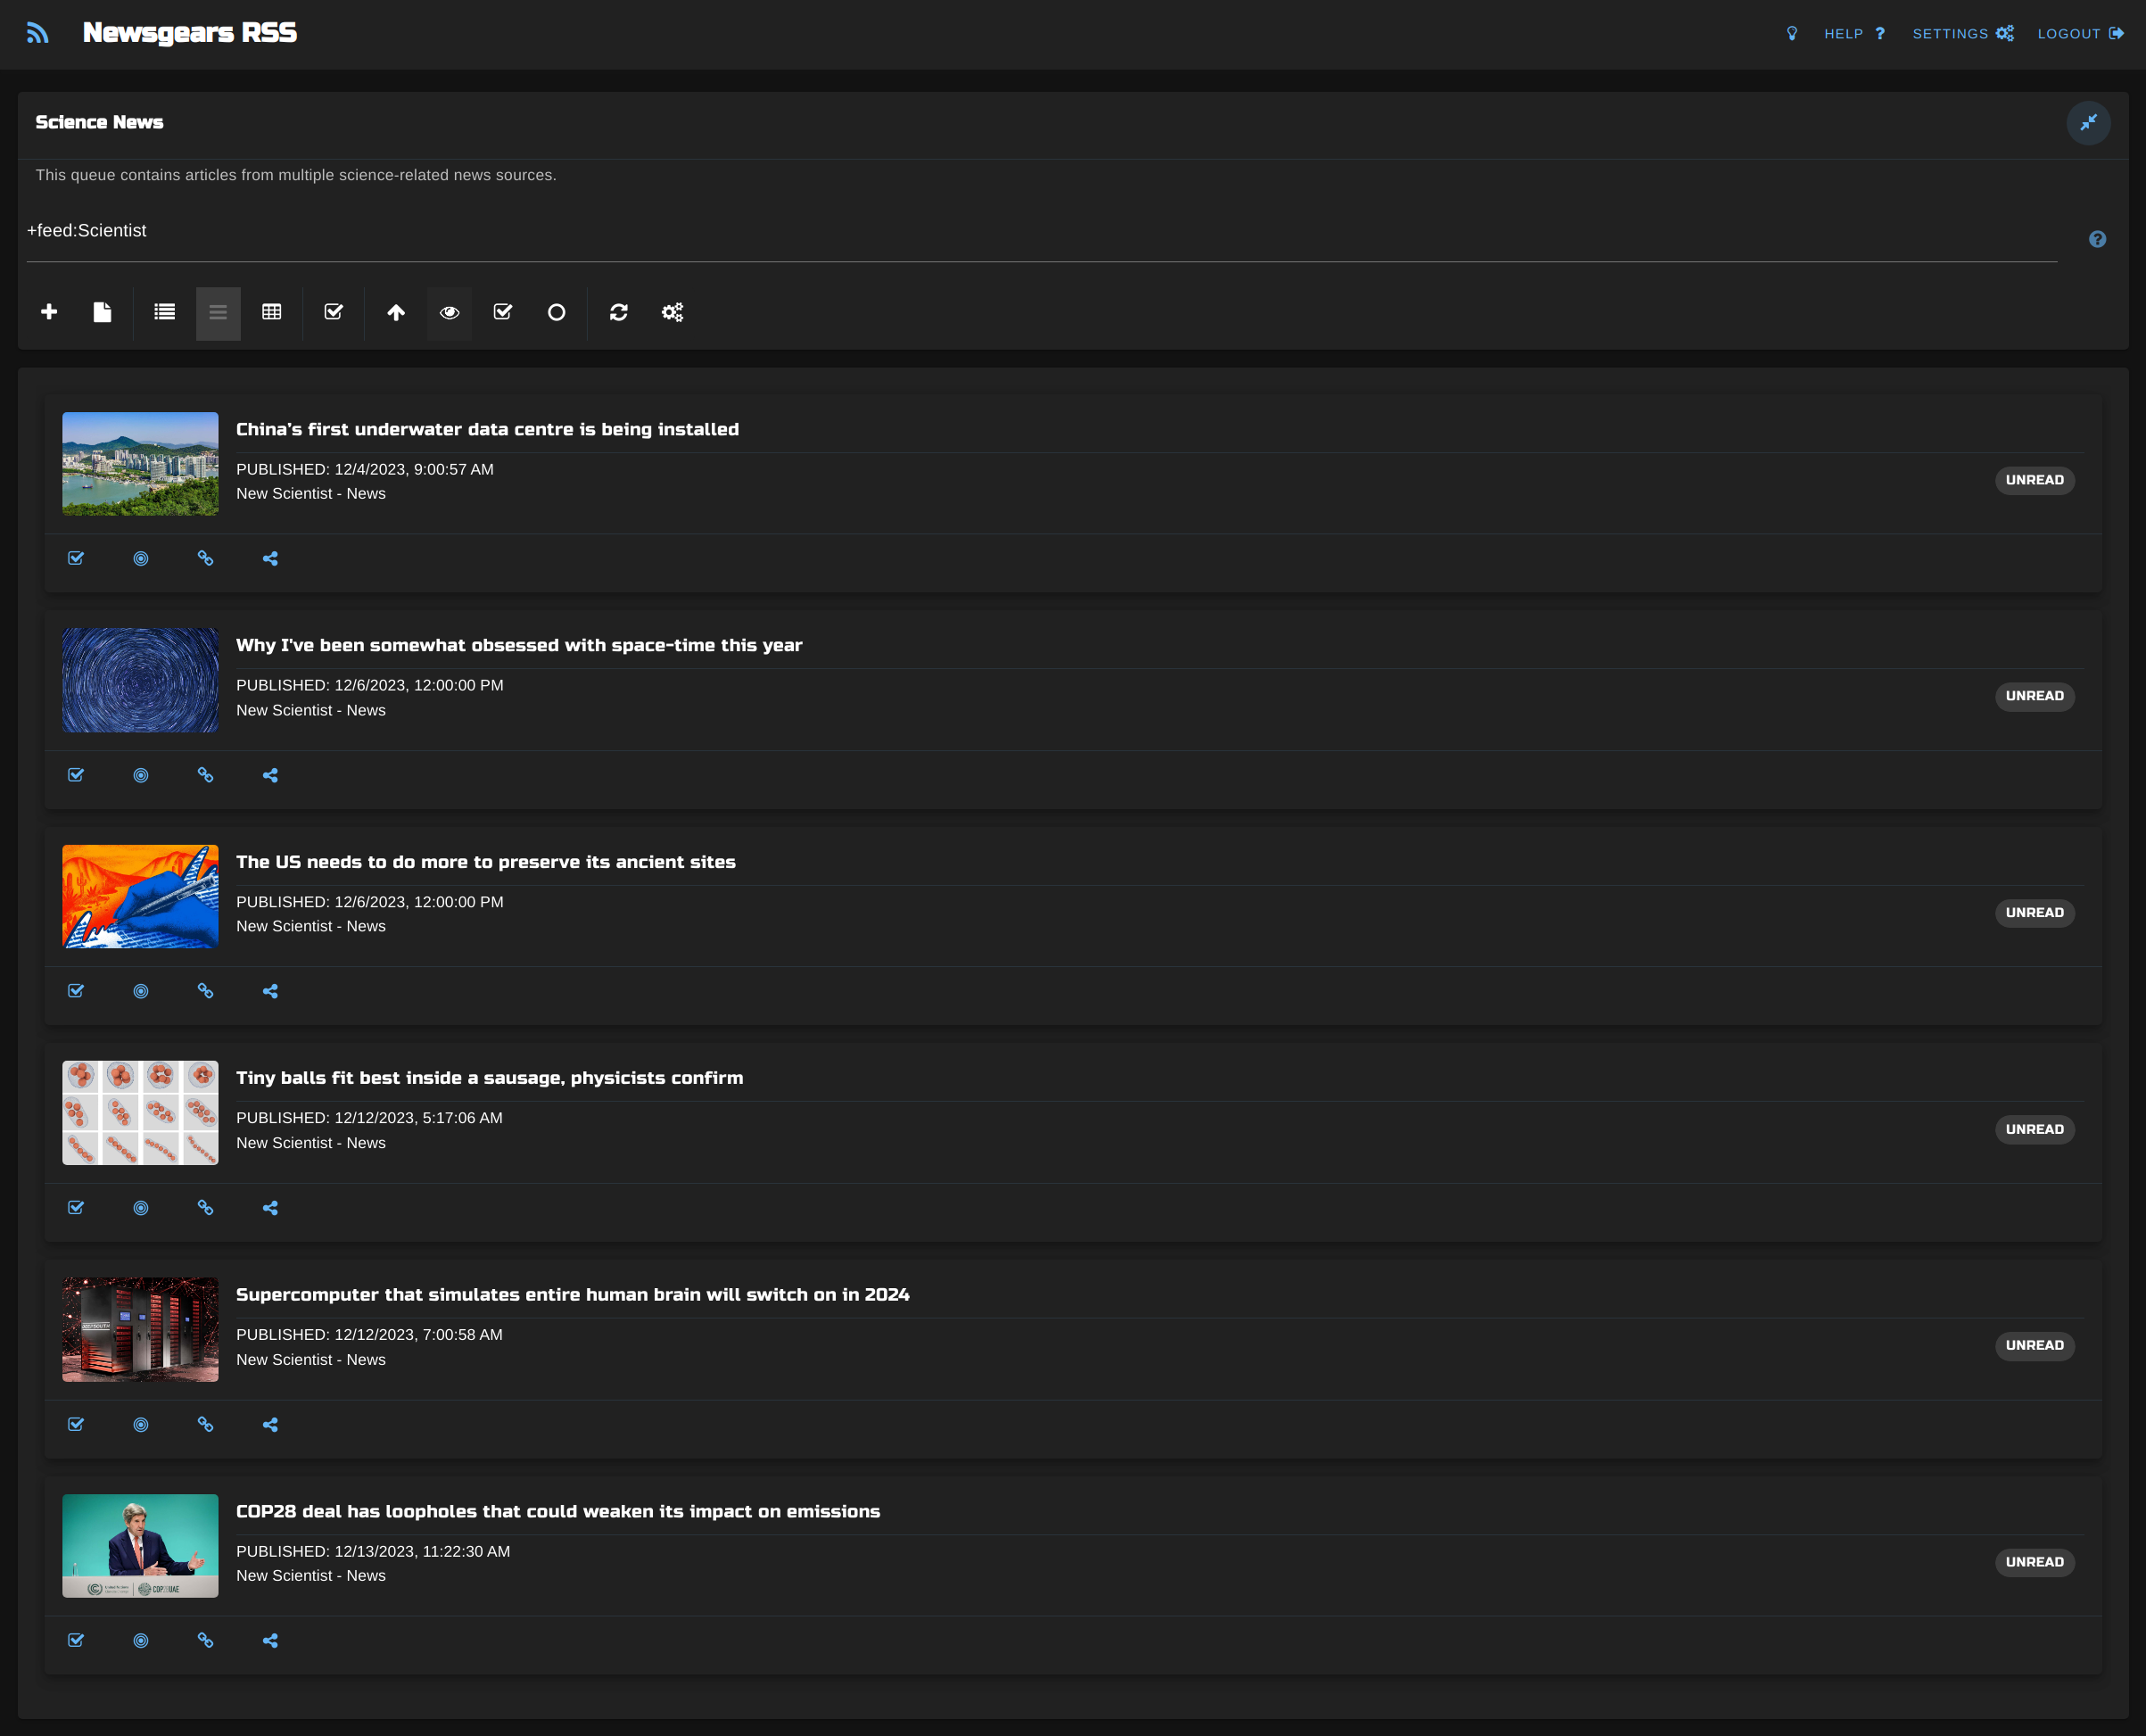 Newsgears RSS
HELP
SETTINGS
LOGOUT
Science News
This queue contains articles from multiple science-related news sources.
+feed:Scientist
China’s first underwater data centre is being installed
PUBLISHED: 12/4/2023, 9:00:57 AM
New Scientist - News
UNREAD
Why I've been somewhat obsessed with space-time this year
PUBLISHED: 12/6/2023, 12:00:00 PM
New Scientist - News
UNREAD
The US needs to do more to preserve its ancient sites
PUBLISHED: 12/6/2023, 12:00:00 PM
New Scientist - News
UNREAD
Tiny balls fit best inside a sausage, physicists confirm
PUBLISHED: 12/12/2023, 5:17:06 AM
New Scientist - News
UNREAD
Supercomputer that simulates entire human brain will switch on in 2024
PUBLISHED: 12/12/2023, 7:00:58 AM
New Scientist - News
UNREAD
COP28 deal has loopholes that could weaken its impact on emissions
PUBLISHED: 12/13/2023, 11:22:30 AM
New Scientist - News
UNREAD